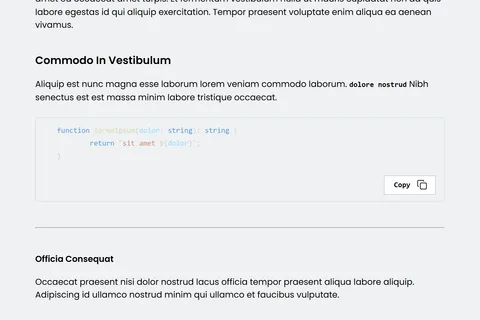 labore egestas id qui aliquip exercitation. Tempor praesent voluptate enim aliqua ea aenean
vivamus.
Commodo In Vestibulum
Aliquip est nunc magna esse laborum lorem veniam commodo laborum. dolore nostrud Nibh
senectus est est massa minim labore tristique occaecat.
function loremIpsum(dolor: string): string {
return `sit amet ${dolor}`;
}
Copy
Officia Consequat
Occaecat praesent nisi dolor nostrud lacus officia tempor praesent aliqua labore aliquip.
Adipiscing id ullamco nostrud minim qui ullamco et faucibus vulputate.